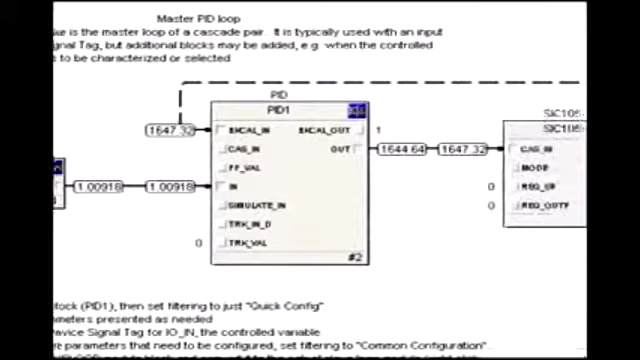 Master PID loop
is the master loop of a cascade pair. It is typically used with an input
gnal Tag, but additional blocks may be added, e.g. when the controlled
to be characterized or selected
PID
PID1
1647.32
BKCAL_IN
BKCAL_OUT
1
CAS_IN
OUT
1644.64
1647.32
FF_VAL
1.00918
1.00918
IN
SIMULATE_IN
TRK_IN_D
0
TRK_VAL
#2
CAS_IN
MODE
0
0
lock (PID1), then set filtering to just "Quick Config"
ameters presented as needed
evice Signal Tag for IO_IN, the controlled variable
parameters that need to be configured, set filtering to "Common Configuration"